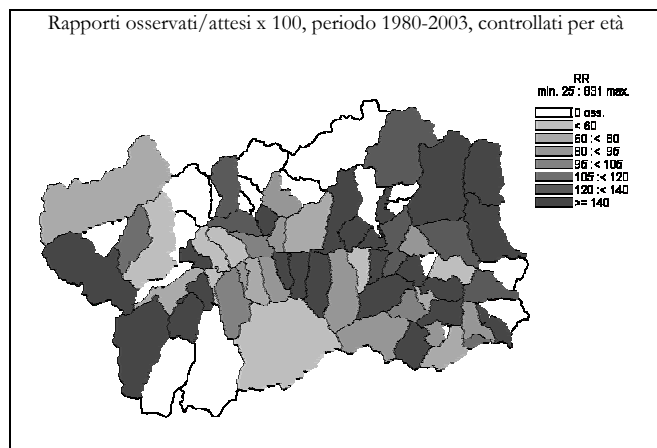 Rapporti osservati/attesi x 100, periodo 1980-2003, controllati per età
RR
min. 25 : 831 max.
0 oss.
< 60
60 :< 80
80 :< 95
95 :< 105
105 :< 120
120 :< 140
>= 140